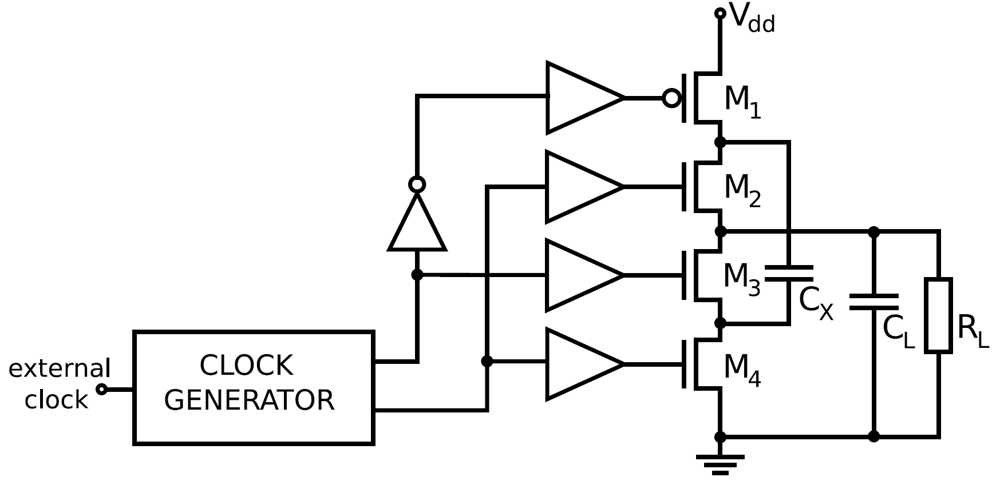 Vdd
M1
M2
M3
CX
CL
RL
external
clock
CLOCK
GENERATOR
M4